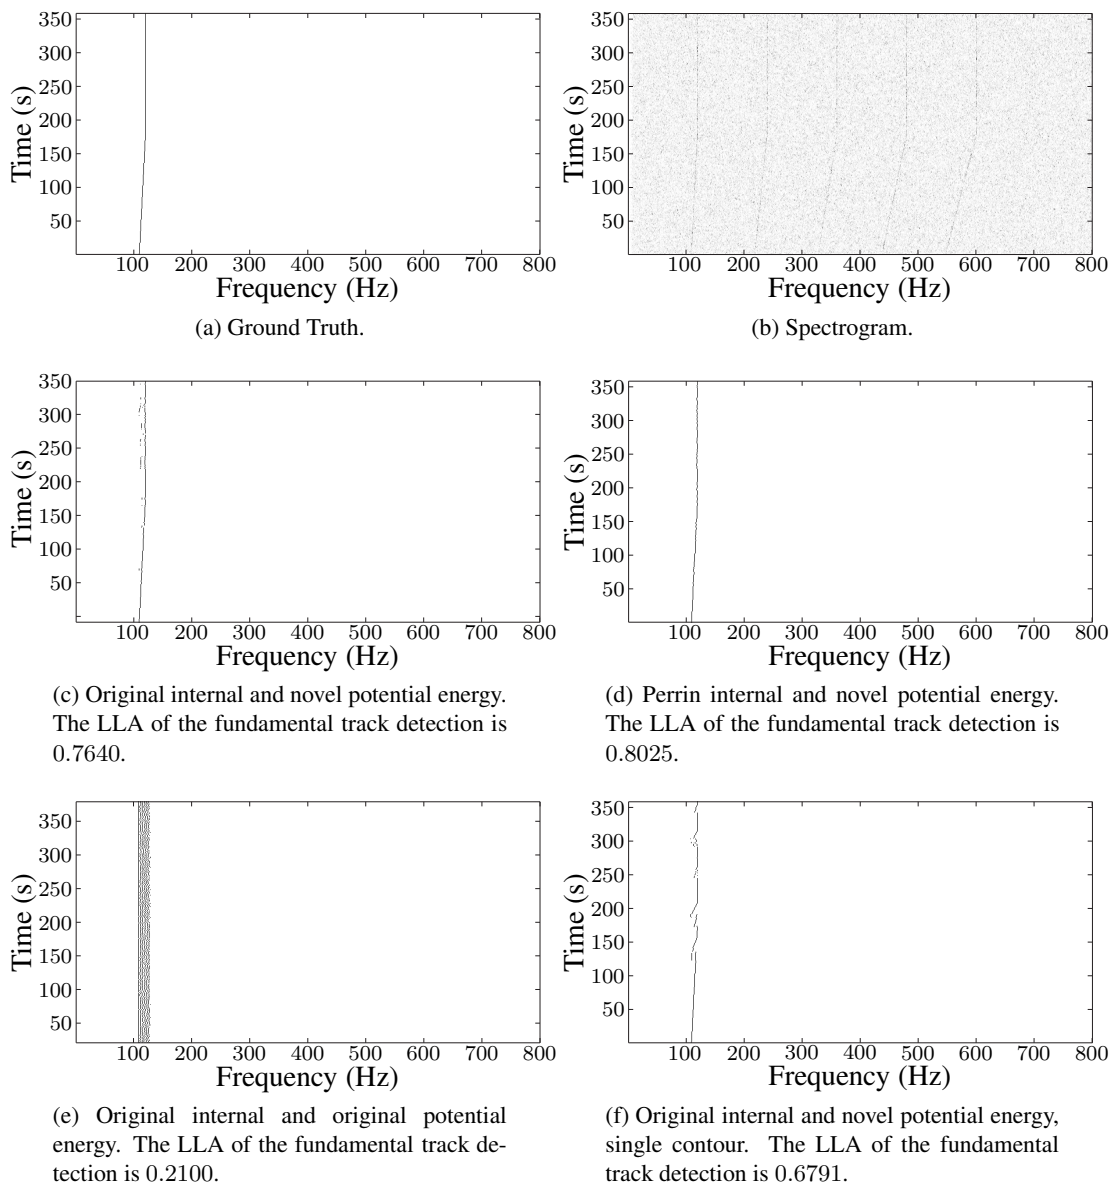 350
300
250
200
150
100
50
Time (s)
100 200 300 400 500 600 700 800
Frequency (Hz)
(a) Ground Truth.
350
300
250
200
150
100
50
Time (s)
100 200 300 400 500 600 700 800
Frequency (Hz)
(b) Spectrogram.
350
300
250
200
150
100
50
Time (s)
100 200 300 400 500 600 700 800
Frequency (Hz)
(c) Original internal and novel potential energy.
The LLA of the fundamental track detection is
0.7640.
350
300
250
200
150
100
50
Time (s)
100 200 300 400 500 600 700 800
Frequency (Hz)
(d) Perrin internal and novel potential energy.
The LLA of the fundamental track detection is
0.8025.
350
300
250
200
150
100
50
Time (s)
100 200 300 400 500 600 700 800
Frequency (Hz)
(e) Original internal and original potential
energy. The LLA of the fundamental track de-
tection is 0.2100.
350
300
250
200
150
100
50
Time (s)
100 200 300 400 500 600 700 800
Frequency (Hz)
(f) Original internal and novel potential energy,
single contour. The LLA of the fundamental
track detection is 0.6791.